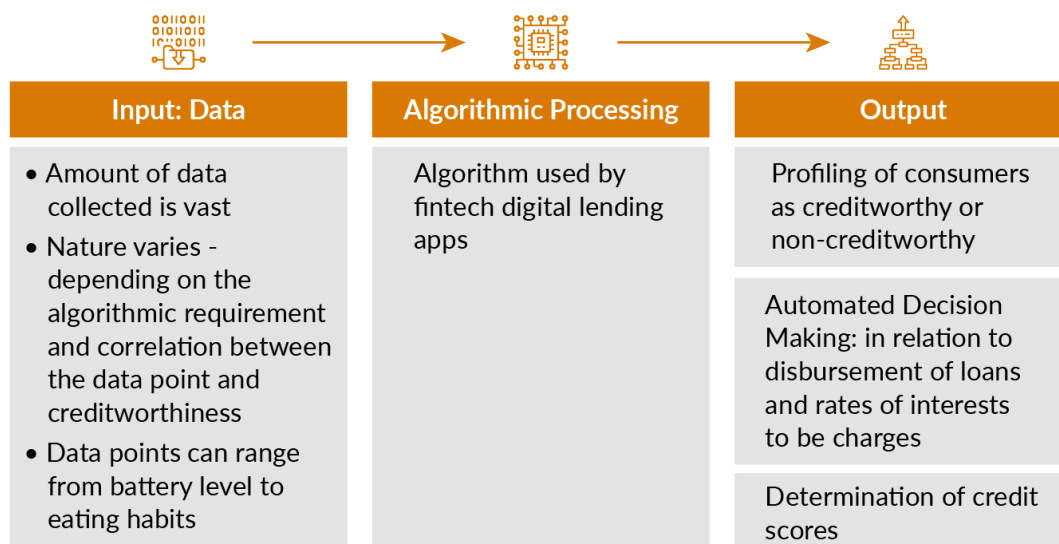 Input: Data
• Amount of data
collected is vast
• Nature varies -
depending on the
algorithmic requirement
and correlation between
the data point and
creditworthiness
• Data points can range
from battery level to
eating habits
Algorithmic Processing
Algorithm used by
fintech digital lending
apps
Output
Profiling of consumers
as creditworthy or
non-creditworthy
Automated Decision
Making: in relation to
disbursement of loans
and rates of interests
to be charges
Determination of credit
scores